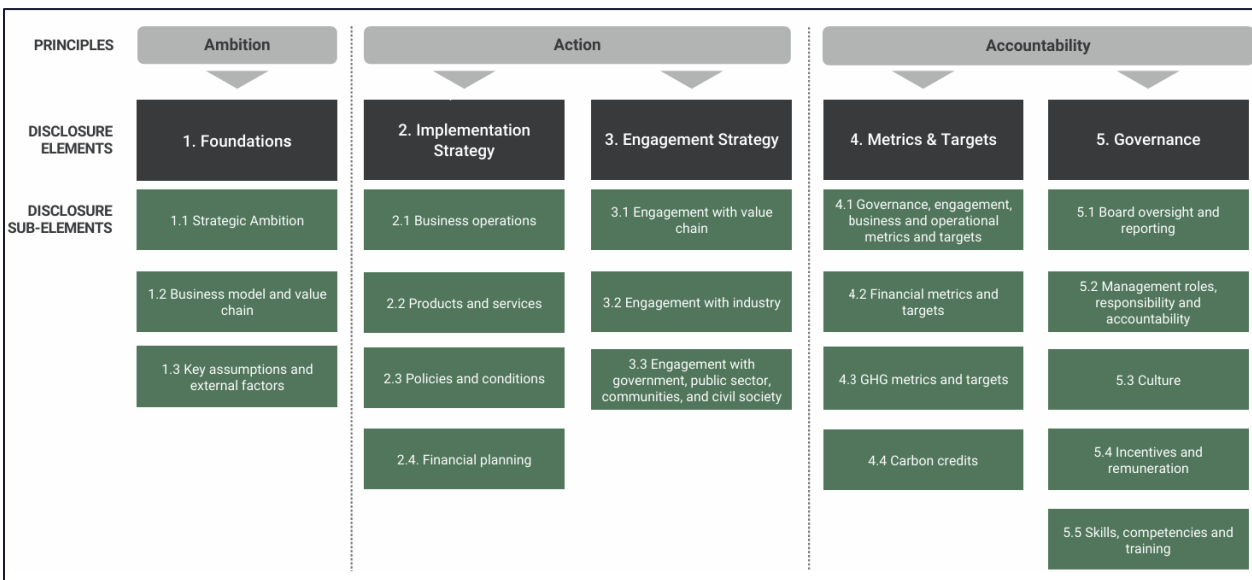 PRINCIPLES
Ambition
Action
Accountability
DISCLOSURE
ELEMENTS
1. Foundations
2. Implementation
Strategy
3. Engagement Strategy
4. Metrics & Targets
5. Governance
DISCLOSURE
SUB-ELEMENTS
1.1 Strategic Ambition
2.1 Business operations
3.1 Engagement with value
chain
4.1 Governance, engagement,
business and operational
metrics and targets
5.1 Board oversight and
reporting
1.2 Business model and value
chain
2.2 Products and services
3.2 Engagement with industry
4.2 Financial metrics and
targets
5.2 Management roles,
responsibility and
accountability
1.3 Key assumptions and
external factors
2.3 Policies and conditions
3.3 Engagement with
government, public sector,
communities, and civil society
4.3 GHG metrics and targets
5.3 Culture
2.4. Financial planning
4.4 Carbon credits
5.4 Incentives and
remuneration
5.5 Skills, competencies and
training